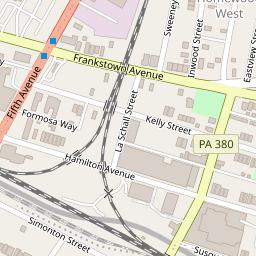 Homewood
West
Sweeney
Inwood Street
Eastview Street
Frankstown Avenue
Fifth Avenue
La Schall Street
Kelly Street
Formosa Way
PA 380
Hamilton Avenue
Simonton Street
Susqu